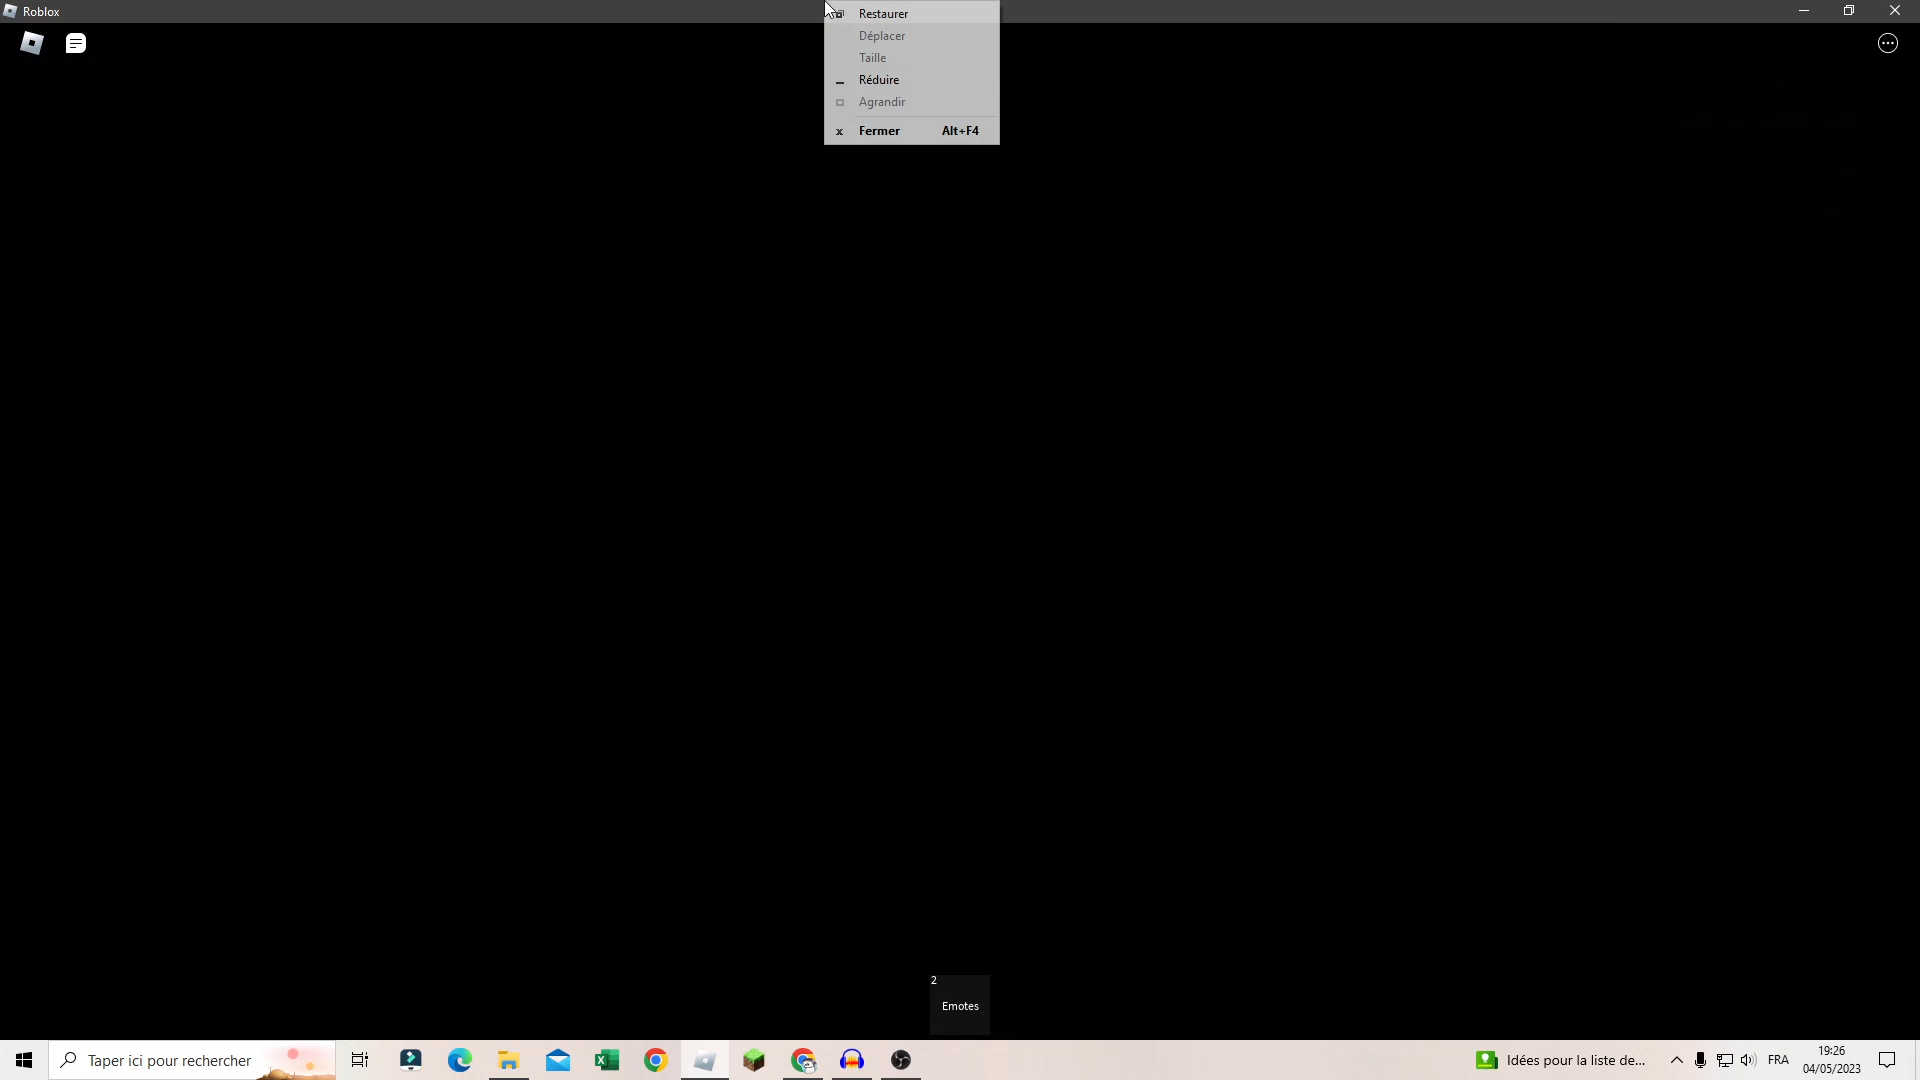 Roblox
Restaurer
Déplacer
Taille
Réduire
Agrandir
x Fermer Alt+F4
2
Emotes
Taper ici pour rechercher
Idées pour la liste de...
FRA
19:26
04/05/2023